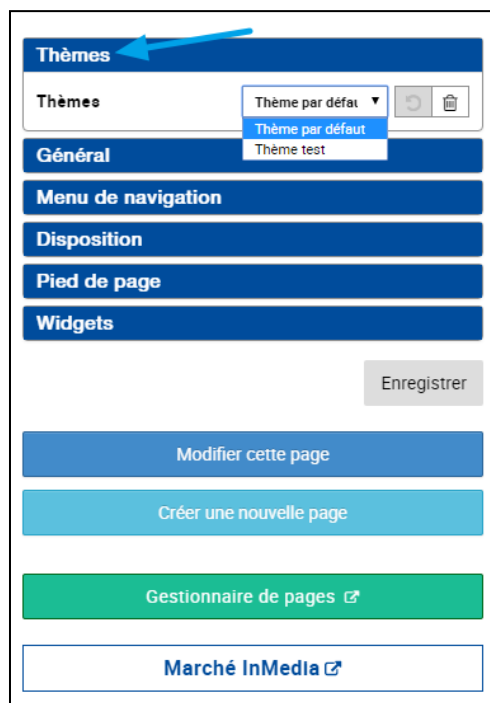 Thèmes
Thèmes Thème par défau
Thème par défaut
Thème test
Général
Menu de navigation
Disposition
Pied de page
Widgets
Enregistrer
Modifier cette page
Créer une nouvelle page
Gestionnaire de pages
Marché InMedia